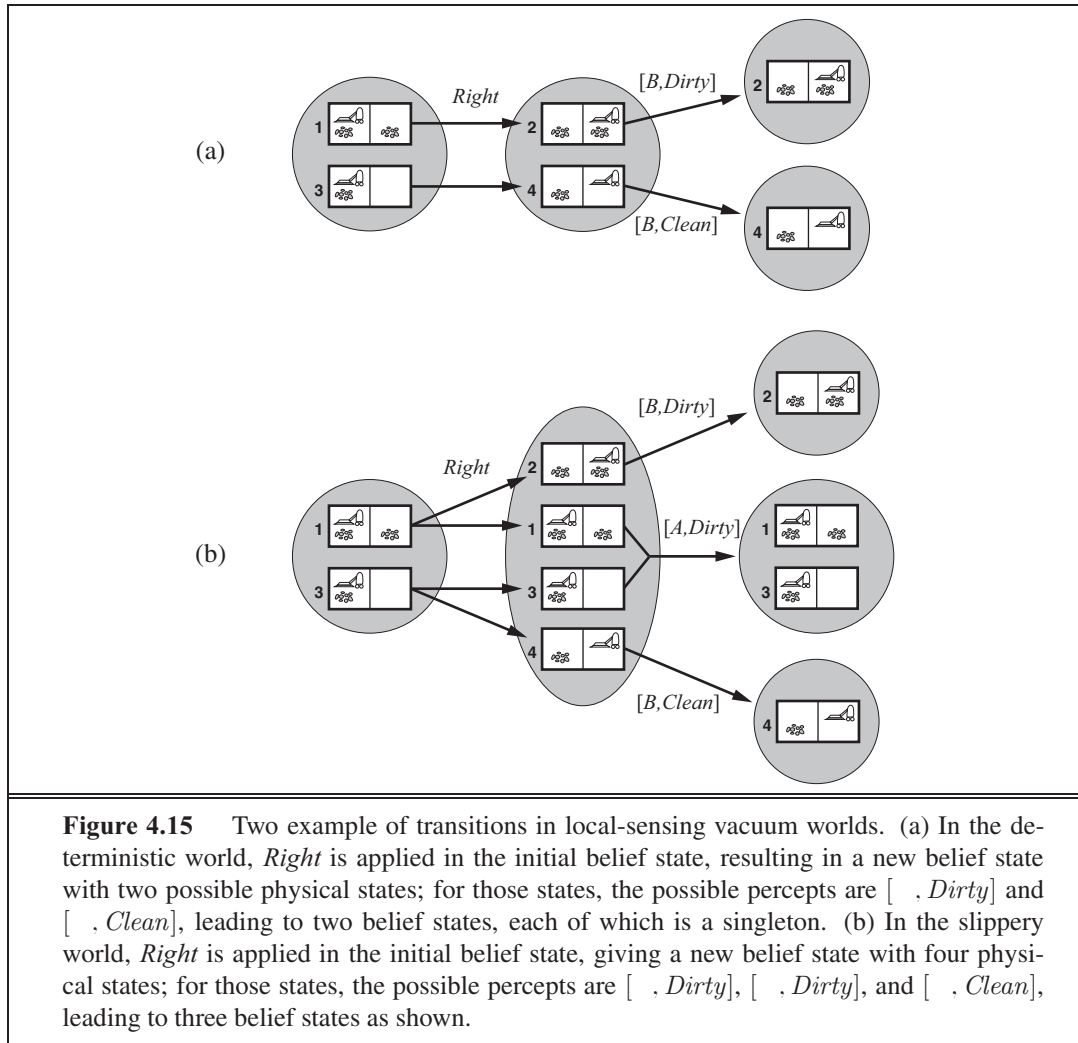 Right
[B,Dirty]
2
1
2
(a)
3
4
[B,Clean]
4
[B,Dirty]
2
Right
2
1
1
[A,Dirty]
1
(b)
3
3
3
4
[B,Clean]
4
Figure 4.15 Two example of transitions in local-sensing vacuum worlds. (a) In the de-
terministic world, Right is applied in the initial belief state, resulting in a new belief state
with two possible physical states; for those states, the possible percepts are [ , Dirty] and
[ , Clean], leading to two belief states, each of which is a singleton. (b) In the slippery
world, Right is applied in the initial belief state, giving a new belief state with four physi-
cal states; for those states, the possible percepts are [ , Dirty], [ , Dirty], and [ , Clean],
leading to three belief states as shown.